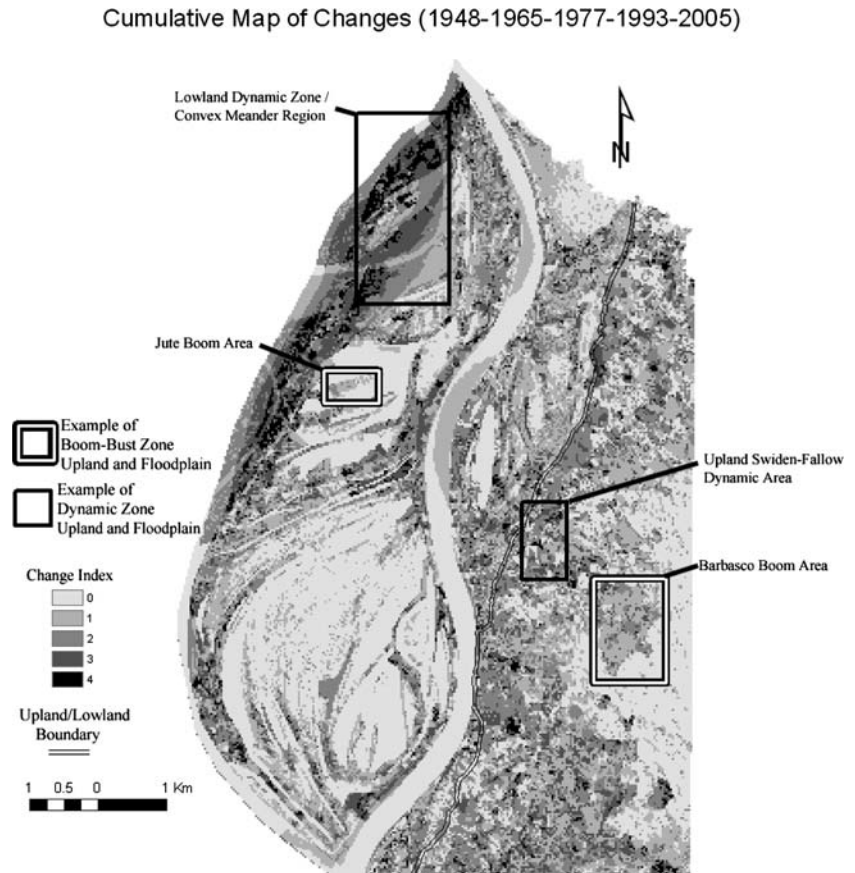 Cumulative Map of Changes (1948-1965-1977-1993-2005)
Lowland Dynamic Zone /
Convex Meander Region
N
Jute Boom Area
Example of
Boom-Bust Zone
Upland and Floodplain
Example of
Dynamic Zone
Upland and Floodplain
Upland Swiden-Fallow
Dynamic Area
Barbasco Boom Area
Change Index
0
1
2
3
4
Upland/Lowland
Boundary
1 0.5 0 1 Km